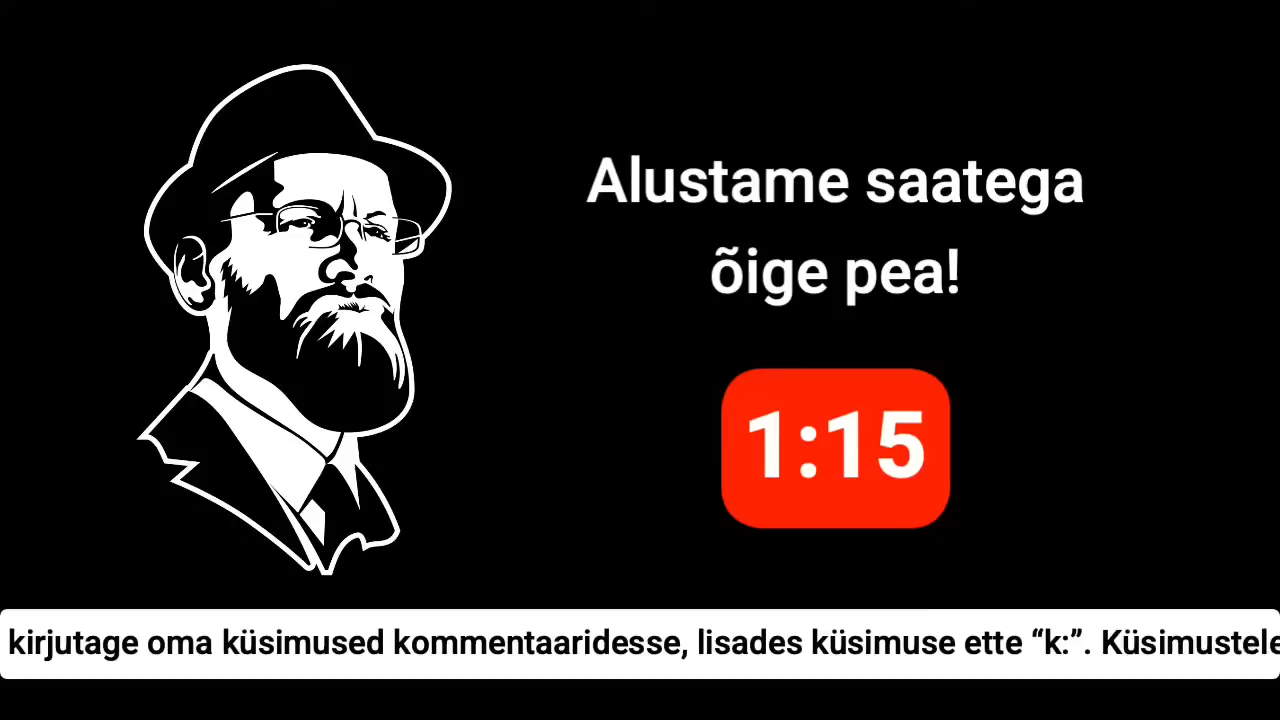 Alustame saatega
õige pea!
1:15
kirjutage oma küsimused kommentaaridesse, lisades küsimuse ette “k:”. Küsimustele